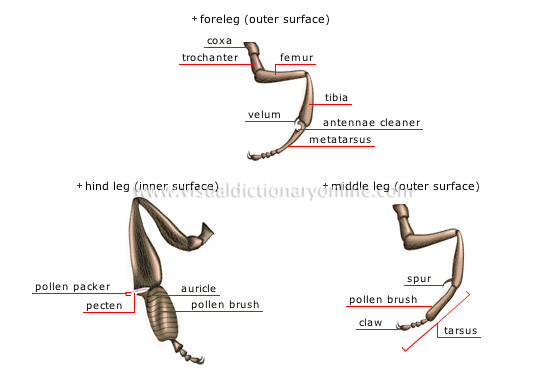 + foreleg (outer surface)
coxa
trochanter
femur
tibia
velum
antennae cleaner
metatarsus
+ hind leg (inner surface)
+ middle leg (outer surface)
www.visualdictionaryonline.com
pollen packer
auricle
pecten
pollen brush
spur
pollen brush
claw
tarsus